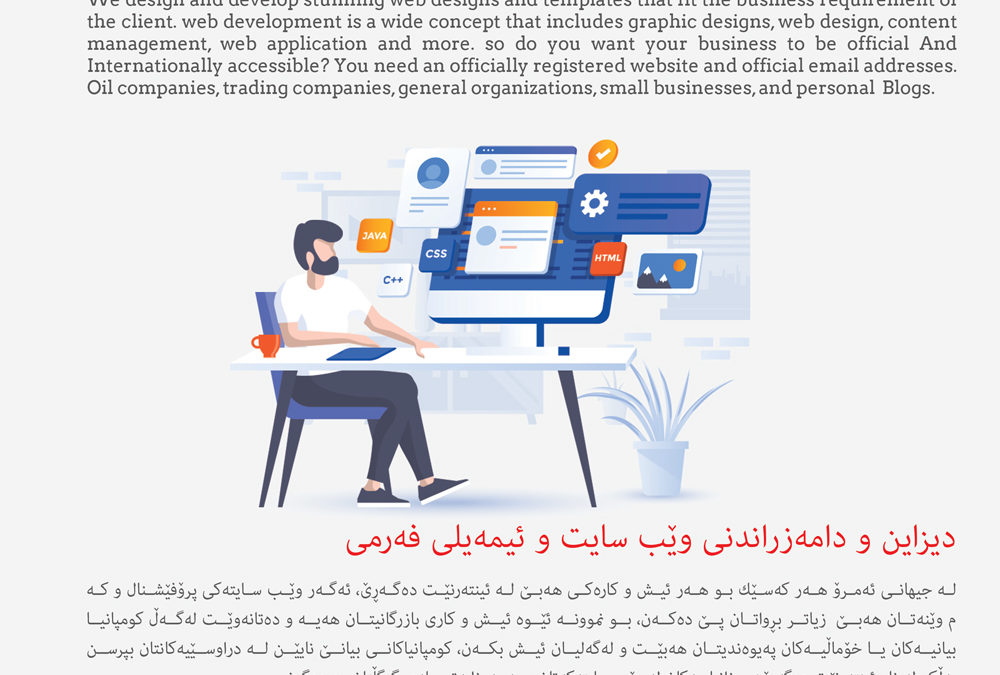 We design and develop stunning web designs and templates that fit the business requirement of
the client. web development is a wide concept that includes graphic designs, web design, content
management, web application and more. so do you want your business to be official And
Internationally accessible? You need an officially registered website and official email addresses.
Oil companies, trading companies, general organizations, small businesses, and personal Blogs.
JAVA
CSS
HTML
C++
دیزاین و دامەزراندنی وێب سایت و ئیمەیلی فەرمی
لە جیهانی ئەمڕۆ هەر کەسێك بو هەر ئیش و کارەکی هەبێ لە ئینتەرنێت دەگەڕێ، ئەگەر وێب سایتەکی پرۆفێشنال و کە
م وێنەتان هەبێ زیاتر بڕواتان پێ دەکەن، بو نموونە ئێوە ئیش و کاری بازرگانیتان هەیە و دەتانەوێت لەگەڵ کومپانیا
بیانیەکان یا خۆماڵیەکان پەیوەندیتان هەبێت و لەگەلیان ئیش بکەن، کومپانیاکانی بیانێ نایێن لە دراوسێیەکانتان بپرسن